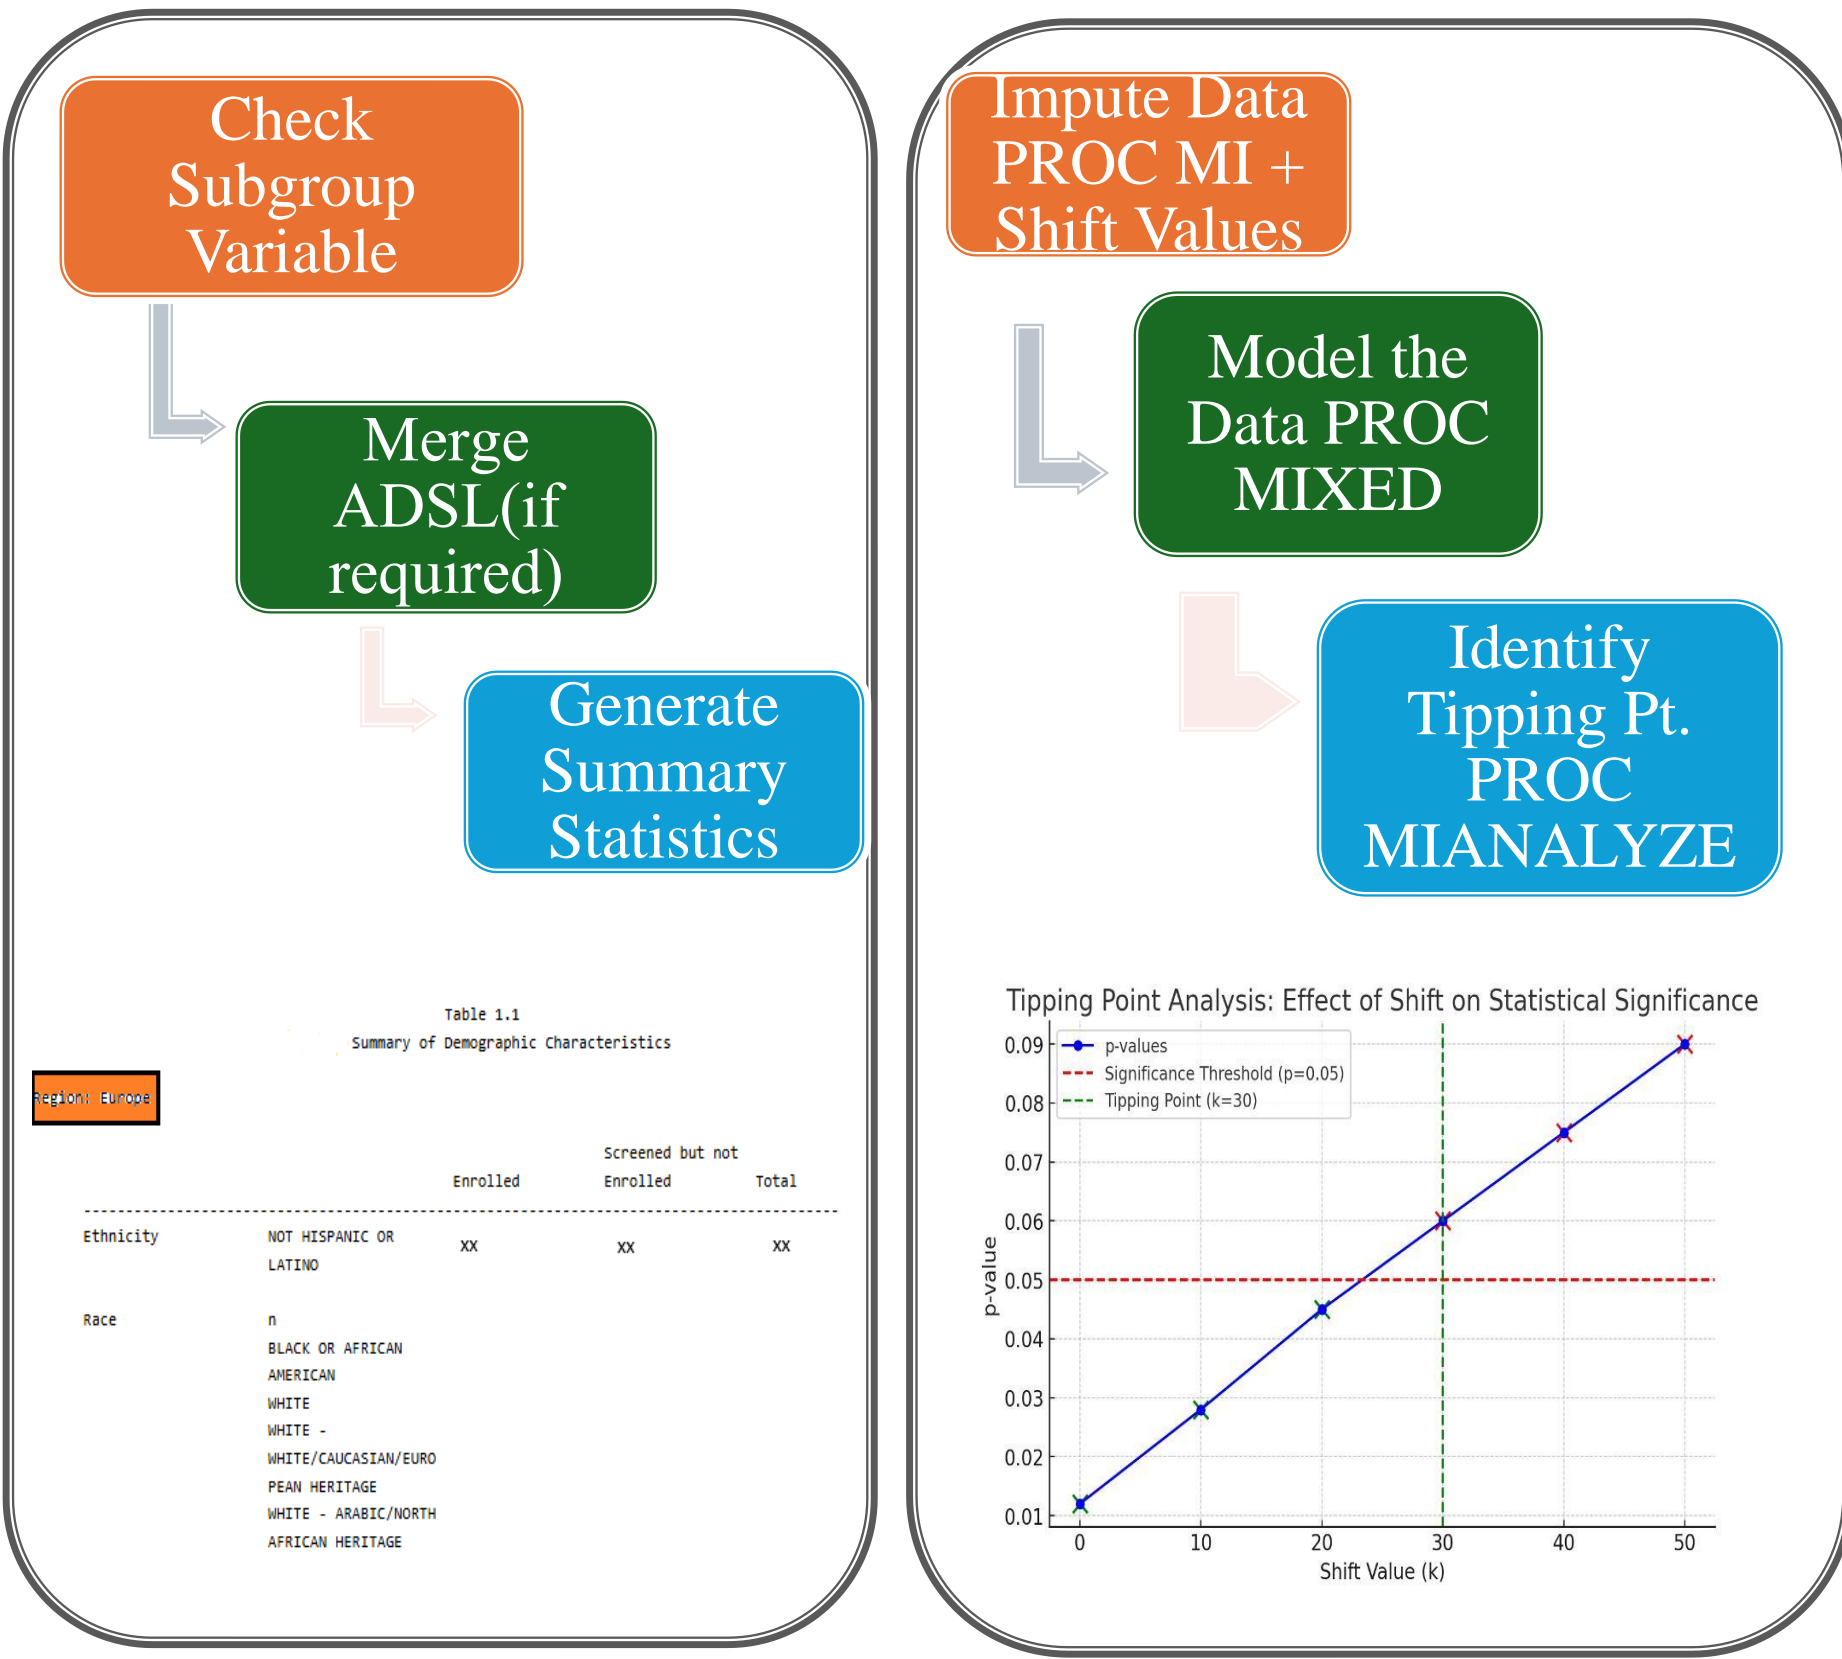 Check
Subgroup
Variable
Merge
ADSL(if
required)
Generate
Summary
Statistics
Table 1.1
Summary of Demographic Characteristics
Region: Europe
Screened but not
Enrolled Enrolled Total
--------------------------------------------------------------------------------
Ethnicity NOT HISPANIC OR xx xx xx
LATINO
Race n
BLACK OR AFRICAN
AMERICAN
WHITE
WHITE -
WHITE/CAUCASIAN/EURO
PEAN HERITAGE
WHITE - ARABIC/NORTH
AFRICAN HERITAGE
Impute Data
PROC MI +
Shift Values
Model the
Data PROC
MIXED
Identify
Tipping Pt.
PROC
MIANALYZE
Tipping Point Analysis: Effect of Shift on Statistical Significance
p-values
Significance Threshold (p=0.05)
Tipping Point (k=30)
p-value
0.09
0.08
0.07
0.06
0.05
0.04
0.03
0.02
0.01
0 10 20 30 40 50
Shift Value (k)